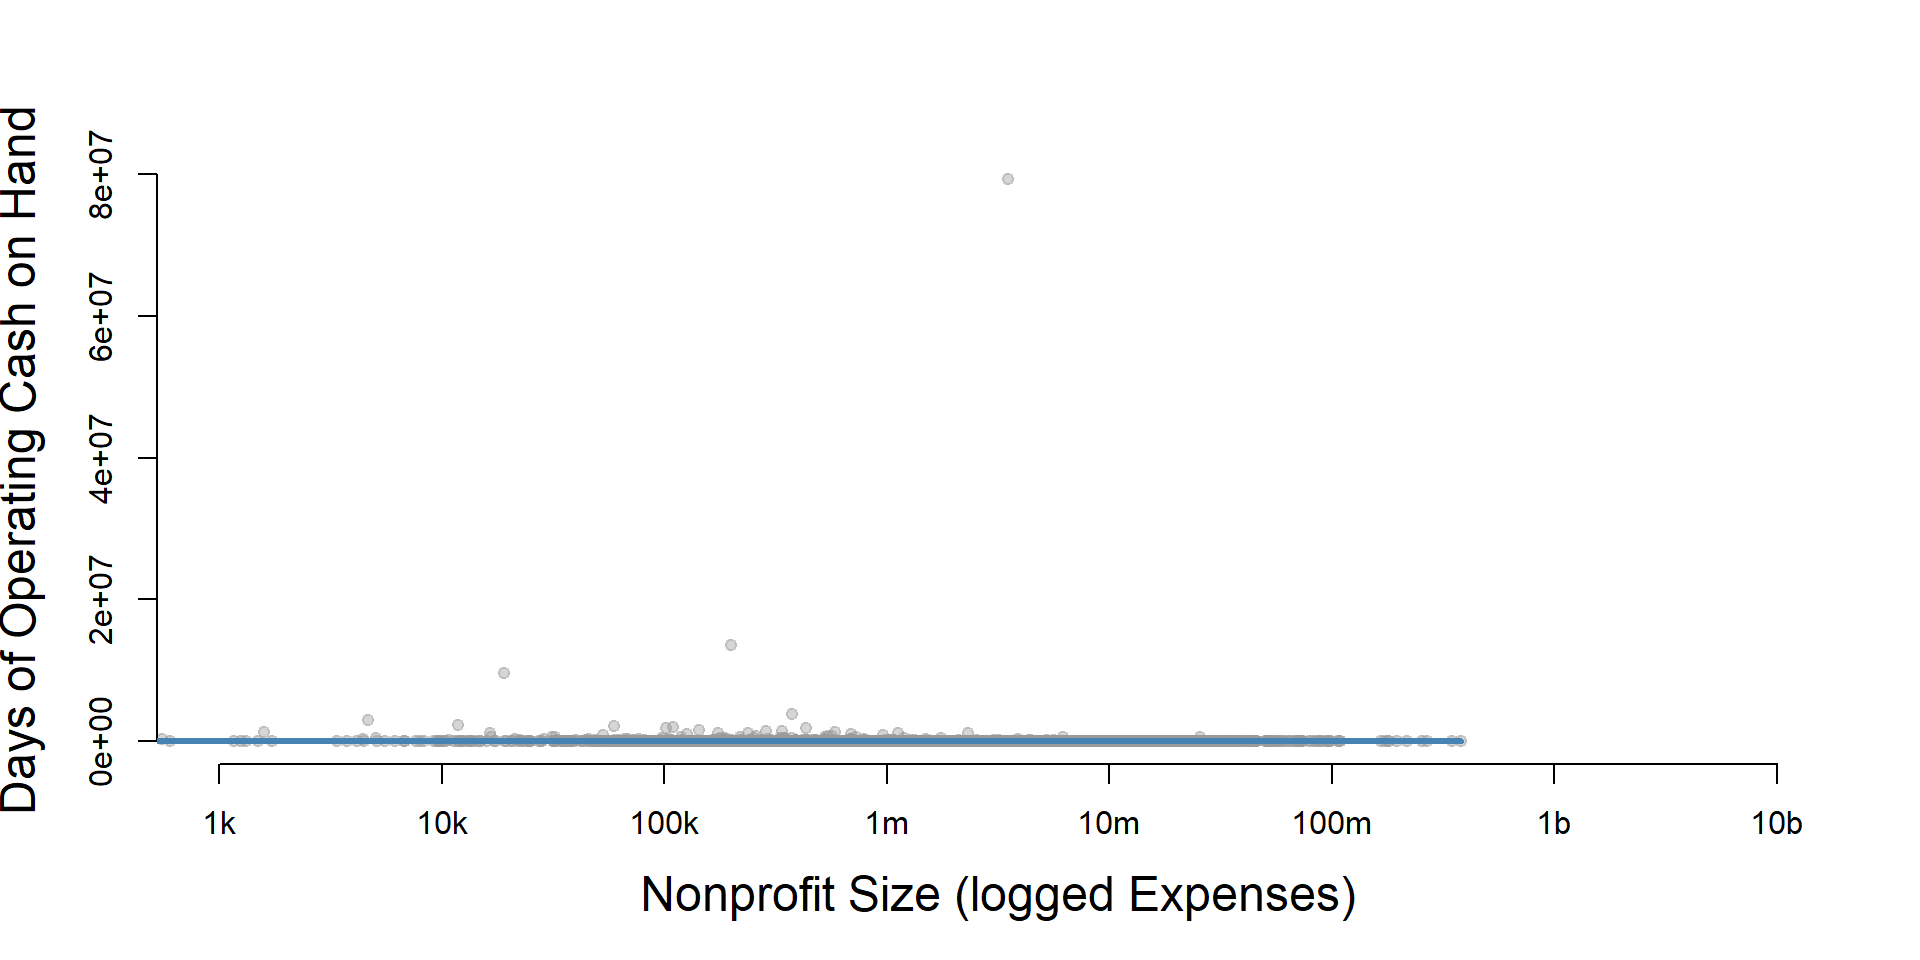 Days of Operating Cash on Hand
8e+07
6e+07
4e+07
2e+07
0e+00
1k 10k 100k 1m 10m 100m 1b 10b
Nonprofit Size (logged Expenses)